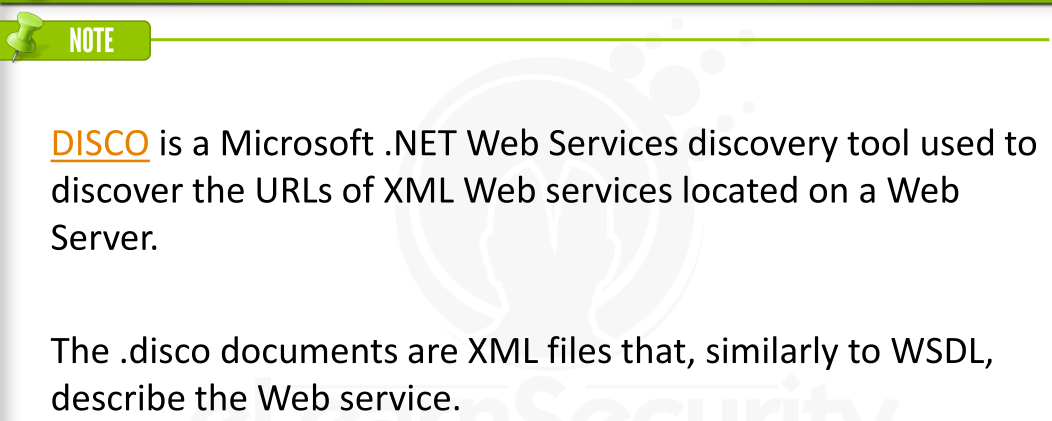 NOTE
DISCO is a Microsoft .NET Web Services discovery tool used to
discover the URLs of XML Web services located on a Web
Server.
The .disco documents are XML files that, similarly to WSDL,
describe the Web service.